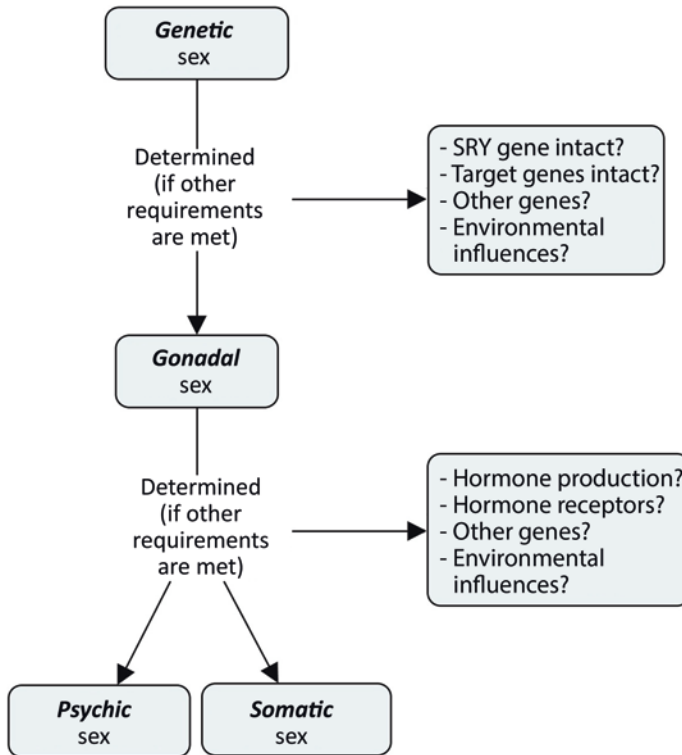 Genetic
sex
Determined
(if other
requirements
are met)
- SRY gene intact?
- Target genes intact?
- Other genes?
- Environmental
influences?
Gonadal
sex
Determined
(if other
requirements
are met)
- Hormone production?
- Hormone receptors?
- Other genes?
- Environmental
influences?
Psychic
sex
Somatic
sex